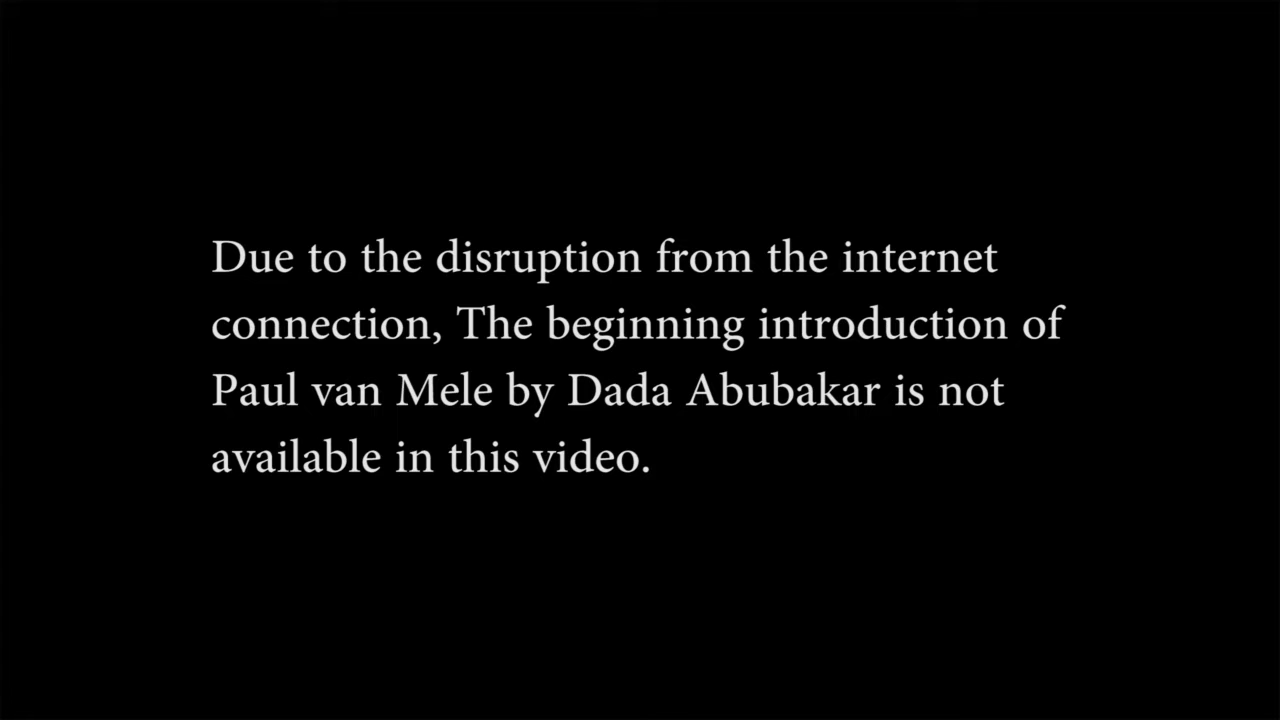 Due to the disruption from the internet
connection, The beginning introduction of
Paul van Mele by Dada Abubakar is not
available in this video.